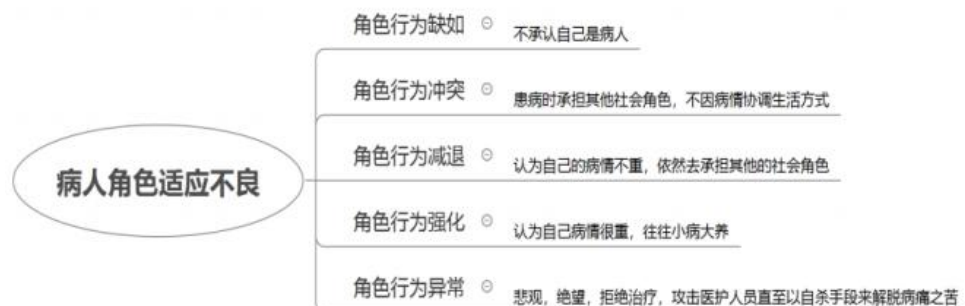 角色行为缺如
不承认自己是病人
角色行为冲突
患病时承担其他社会角色，不因病情协调生活方式
角色行为减退
认为自己的病情不重，依然去承担其他的社会角色
病人角色适应不良
角色行为强化
认为自己病情很重，往往小病大养
角色行为异常
悲观，绝望，拒绝治疗，攻击医护人员直至以自杀手段来解脱病痛之苦